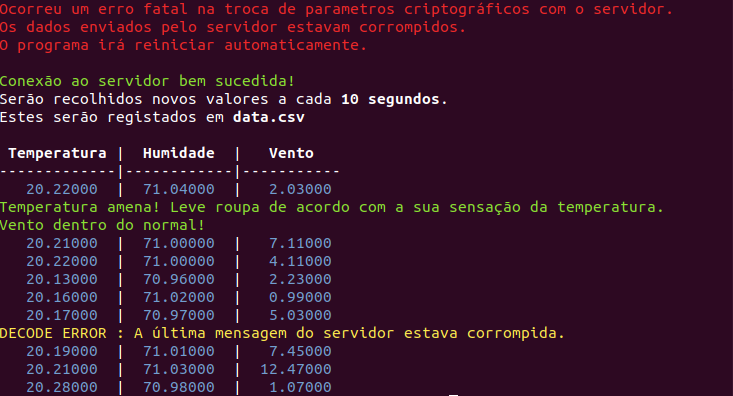 Ocorreu um erro fatal na troca de parametros criptográficos com o servidor.
Os dados enviados pelo servidor estavam corrompidos.
O programa irá reiniciar automaticamente.
Conexão ao servidor bem sucedida!
Serão recolhidos novos valores a cada 10 segundos.
Estes serão registados em data.csv
Temperatura | Humidade | Vento
-------------|------------|-----------
20.22000 | 71.04000 | 2.03000
Temperatura amena! Leve roupa de acordo com a sua sensação da temperatura.
Vento dentro do normal!
20.21000 | 71.00000 | 7.11000
20.22000 | 71.00000 | 4.11000
20.13000 | 70.96000 | 2.23000
20.16000 | 71.02000 | 0.99000
20.17000 | 70.97000 | 5.03000
DECODE ERROR : A última mensagem do servidor estava corrompida.
20.19000 | 71.01000 | 7.45000
20.21000 | 71.03000 | 12.47000
20.28000 | 70.98000 | 1.07000